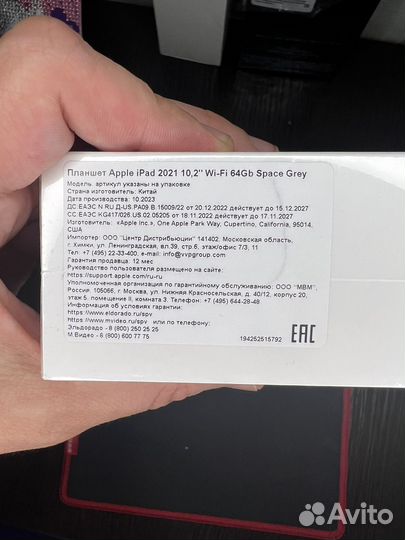 Планшет Apple iPad 2021 10,2" Wi-Fi 64Gb Space Grey
Модель: артикул указаны на упаковке
Страна изготовитель: Китай
Дата производства: 10.2023
ДС:ЕАЭС N RU Д-US.РА09.В.15009/22 от 20.12.2022 действует до 15.12.2027
СС:ЕАЭС KG417/026.US.02.05205 от 18.11.2022 действует до 17.11.2027
Изготовитель: «Apple Inc.», One Apple Park Way, Cupertino, California, 95014,
США
Импортер: ООО "Центр Дистрибьюции" 141402, Московская область,
г. Химки, ул. Ленинградская, вл.39, стр.6, этаж/офис 7/3, 11
Тел: +7 (495) 22-33-400, e-mail: info@vvpgroup.com
Гарантия продавца: 12 мес
Руководство пользователя размещено на сайте:
https://support.apple.com/ru-ru
Уполномоченная организация по гарантийному обслуживанию: ООО "МВМ",
Россия, 105066, г. Москва, ул. Нижняя Красносельская, д. 40/12, корпус 20,
этаж 5, помещение II, комната 3. Телефон: +7 (495) 644-28-48
Информация об условиях гарантии:
https://www.eldorado.ru/spv
https://www.mvideo.ru/spv или по телефону:
Эльдорадо - 8 (800) 250 25 25
М.Видео - 8 (800) 600 77 75
194252515792
EAC
Avito